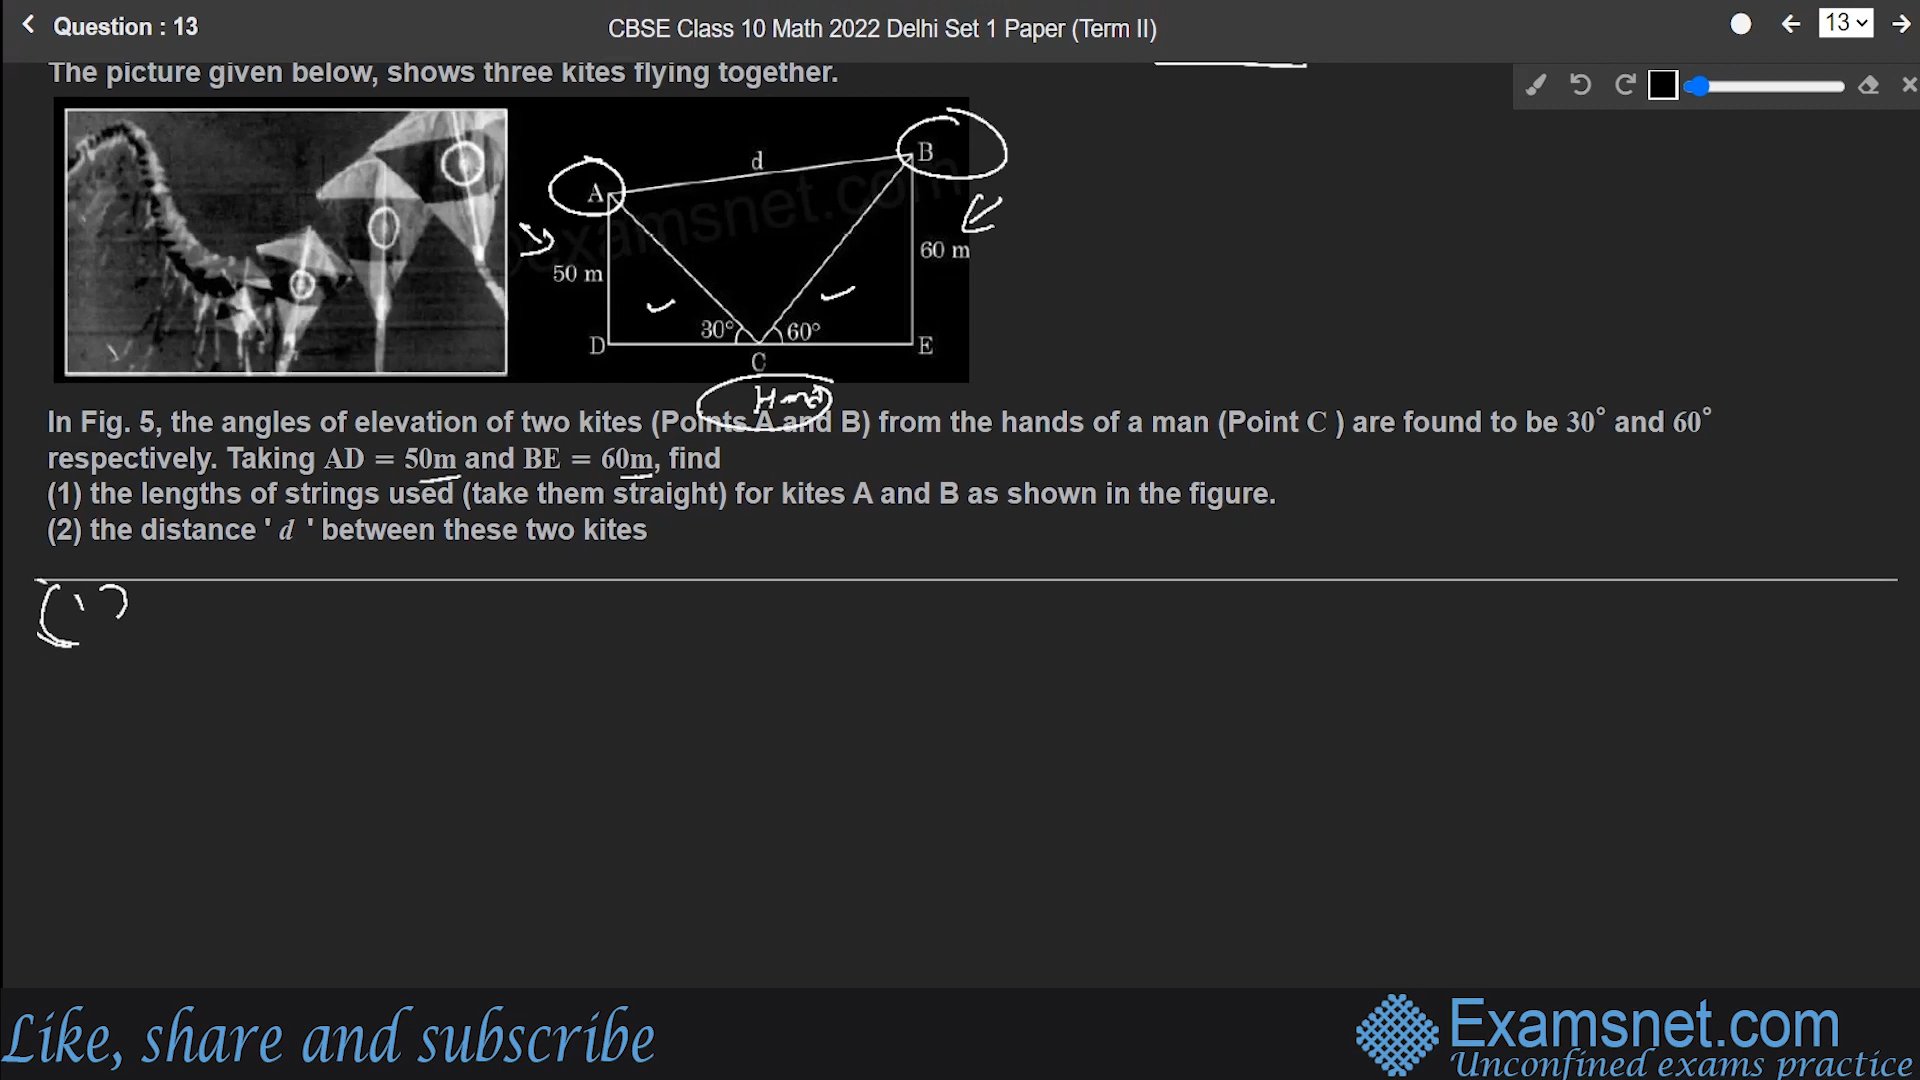 Question : 13
CBSE Class 10 Math 2022 Delhi Set 1 Paper (Term II)
13
The picture given below, shows three kites flying together.
d
B
A
examsnet.co
60 m
50 m
30°
60°
D
C
E
Hand
In Fig. 5, the angles of elevation of two kites (Points A and B) from the hands of a man (Point C ) are found to be 30° and 60°
respectively. Taking AD = 50m and BE = 60m, find
(1) the lengths of strings used (take them straight) for kites A and B as shown in the figure.
(2) the distance ' d ' between these two kites
(1)
Like, share and subscribe
Examsnet.com
Unconfined exams practice